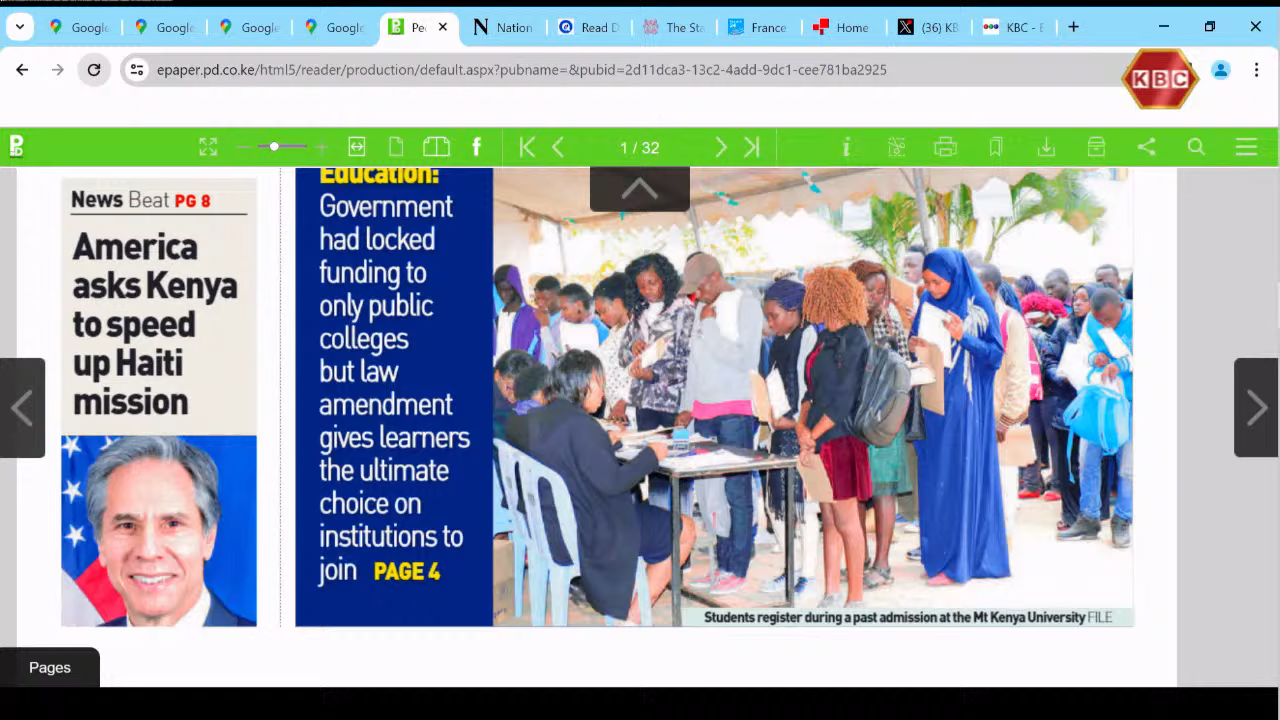 Google
Google
Google
Google
Pe
Nation
Read D
The Sta
France
Home
(36) KB
KBC - E
epaper.pd.co.ke/html5/reader/production/default.aspx?pubname=&pubid=2d11dca3-13c2-4add-9dc1-cee781ba2925
KBC
1 / 32
News Beat PG 8
America
asks Kenya
to speed
up Haiti
mission
Education:
Government
had locked
funding to
only public
colleges
but law
amendment
gives learners
the ultimate
choice on
institutions to
join PAGE 4
Students register during a past admission at the Mt Kenya University FILE
Pages